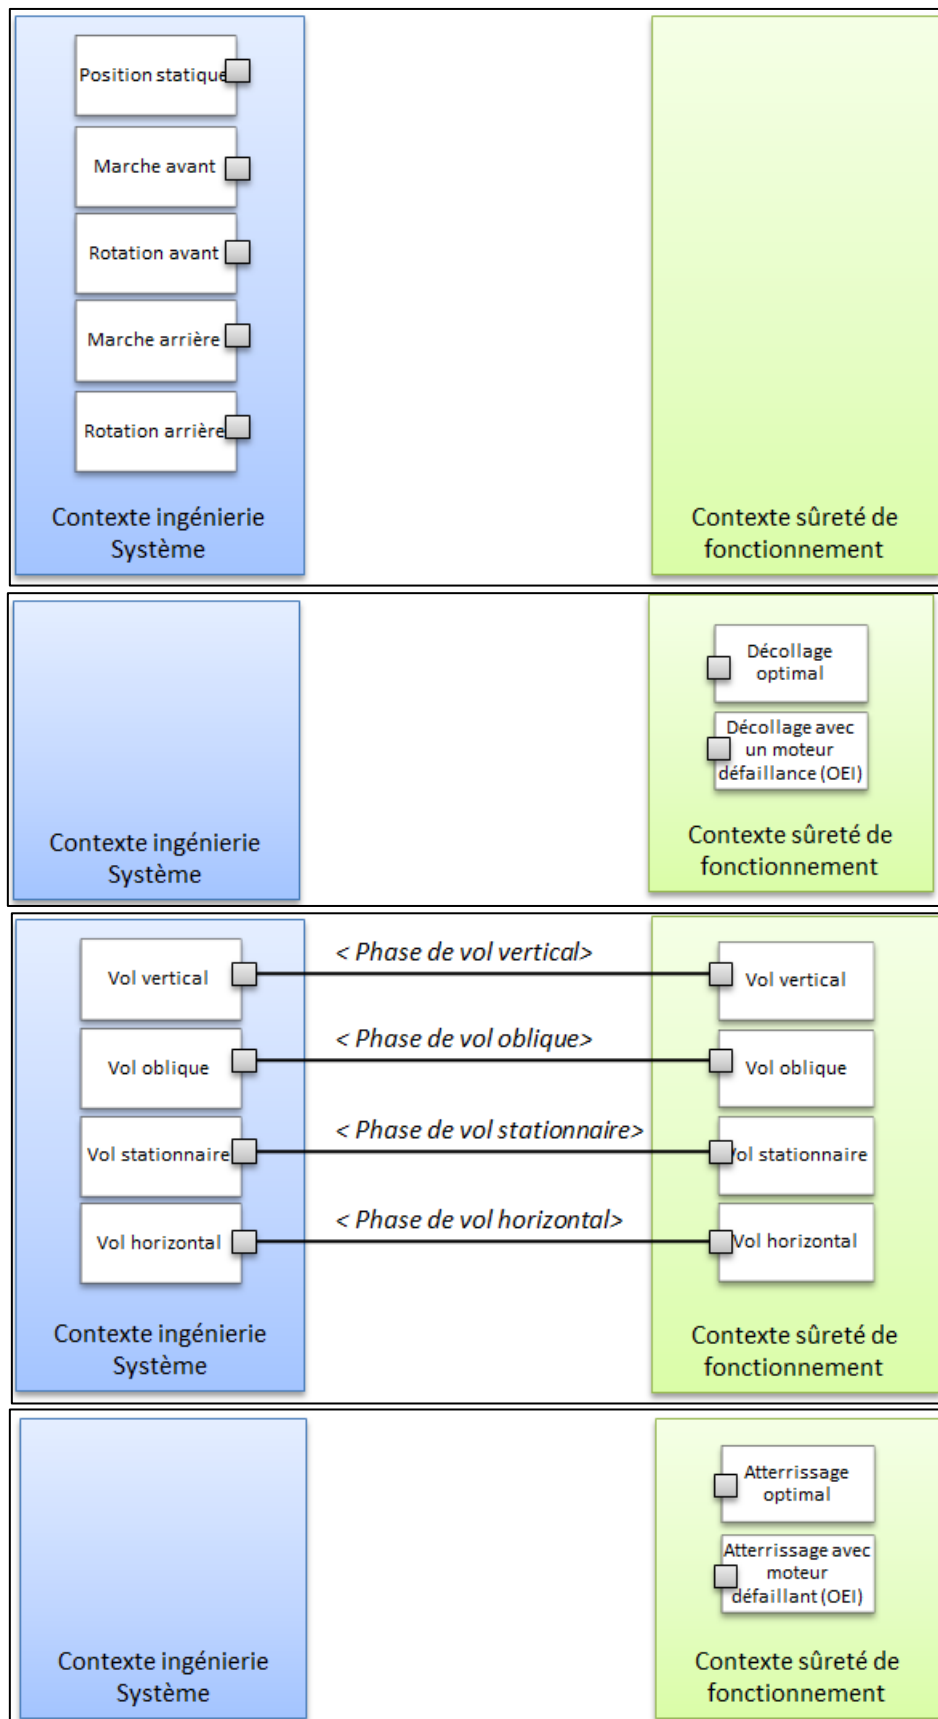 Position statique
Marche avant
Rotation avant
Marche arrière
Rotation arrière
Contexte ingénierie
Système
Contexte sûreté de
fonctionnement
Décollage
optimal
Décollage avec
un moteur
défaillance (OEI)
Contexte ingénierie
Système
Contexte sûreté de
fonctionnement
Vol vertical
< Phase de vol vertical>
Vol vertical
Vol oblique
< Phase de vol oblique>
Vol oblique
Vol stationnaire
< Phase de vol stationnaire>
Vol stationnaire
Vol horizontal
< Phase de vol horizontal>
Vol horizontal
Contexte ingénierie
Système
Contexte sûreté de
fonctionnement
Atterrissage
optimal
Atterrissage avec
moteur
défaillant (OEI)
Contexte ingénierie
Système
Contexte sûreté de
fonctionnement